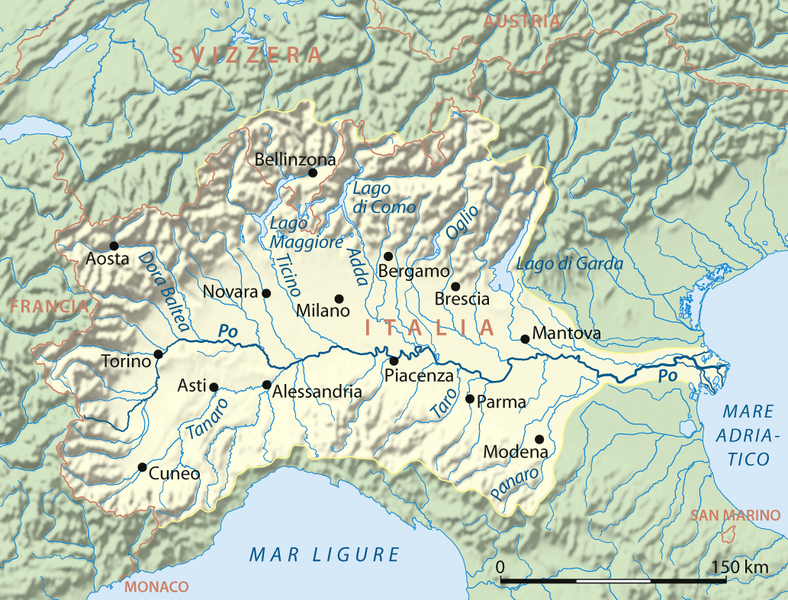 AUSTRIA
SVIZZERA
Bellinzona
Lago
di Como
Lago
Maggiore
Oglio
Aosta
Dora Baltea
Ticino
Adda
Bergamo
Lago di Garda
Novara
Milano
Brescia
FRANCIA
ITALIA
Po
Mantova
Torino
Piacenza
Po
Asti
Alessandria
Tanaro
Taro
Parma
MARE
ADRIA-
TICO
Modena
Cuneo
Panaro
SAN MARINO
MAR LIGURE
MONACO
0 150 km